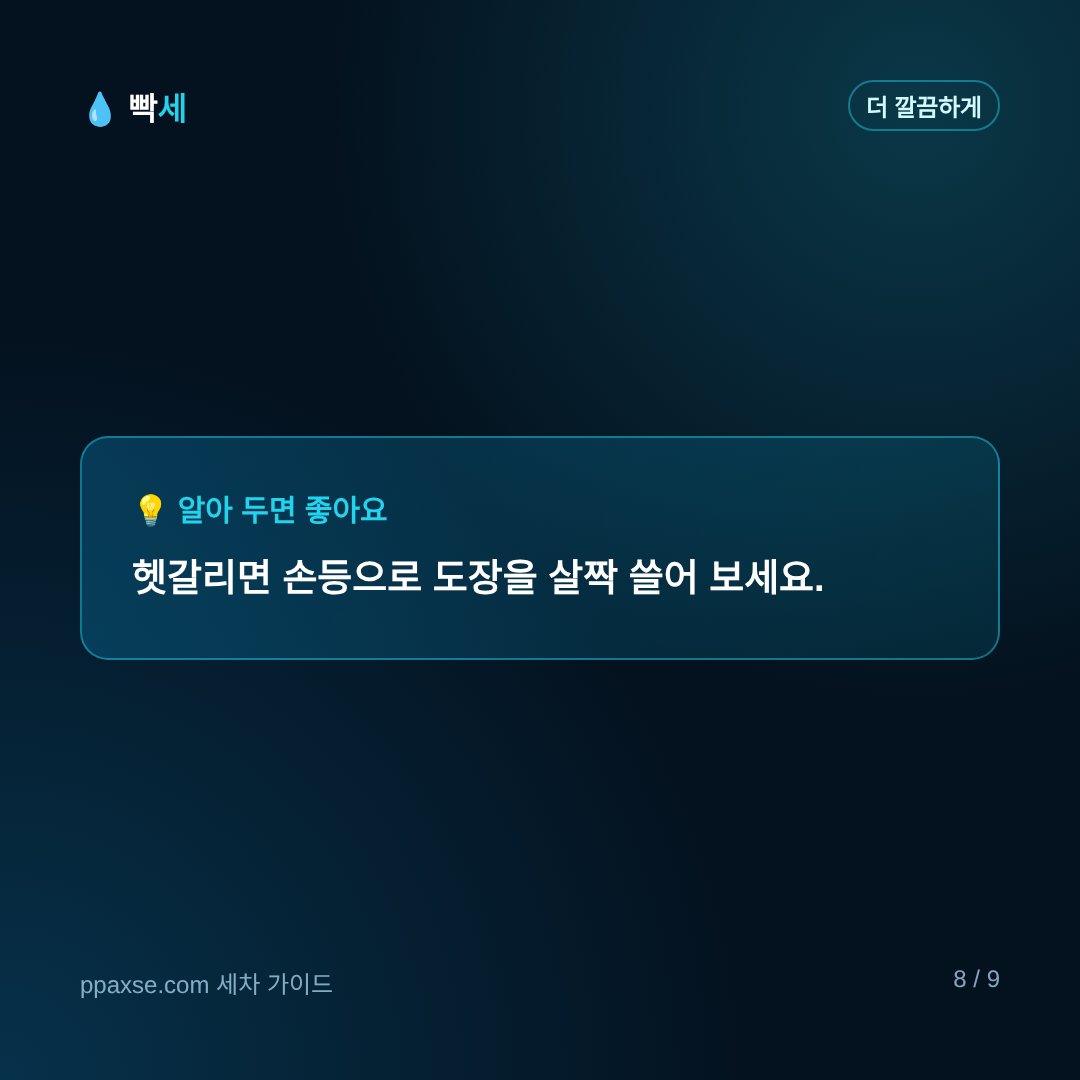 빡세
더 깔끔하게
💡 알아 두면 좋아요
헷갈리면 손등으로 도장을 살짝 쓸어 보세요.
ppaxse.com 세차 가이드
8 / 9